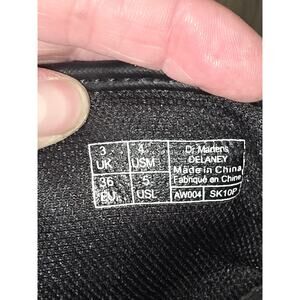 3 UK
4 USM
36 EU
5 USL
Dr Martens
DELANEY
Made in China
Fabriqué en Chine
AW004 SK10P